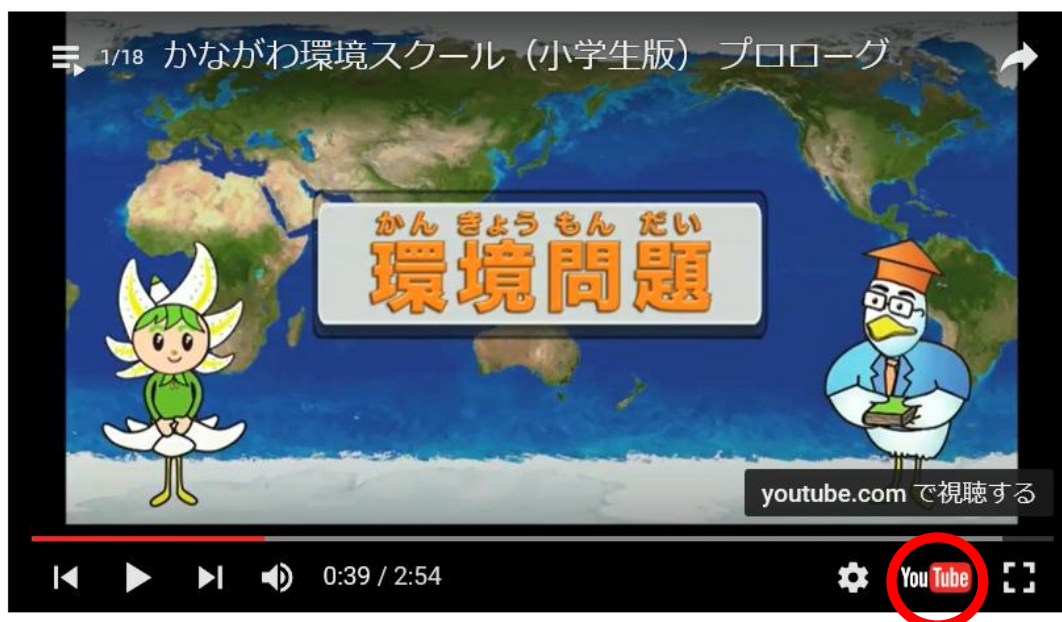 1/18 かながわ環境スクール（小学生版） プロローグ
かん きょう もん だい
環境問題
youtube.com で視聴する
0:39 / 2:54
YouTube